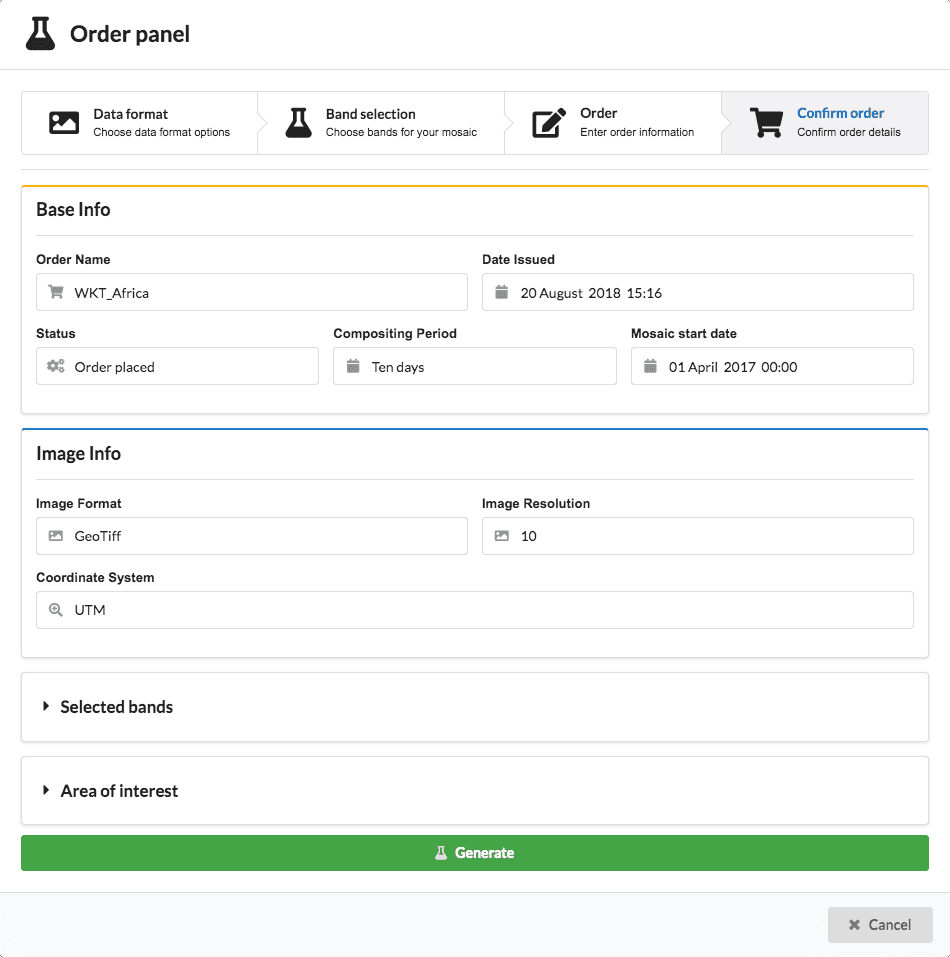 Order panel
Data format
Choose data format options
Band selection
Choose bands for your mosaic
Order
Enter order information
Confirm order
Confirm order details
Base Info
Order Name
Date Issued
WKT_Africa
20 August 2018 15:16
Status
Compositing Period
Mosaic start date
Order placed
Ten days
01 April 2017 00:00
Image Info
Image Format
Image Resolution
GeoTiff
10
Coordinate System
UTM
Selected bands
Area of interest
Generate
Cancel